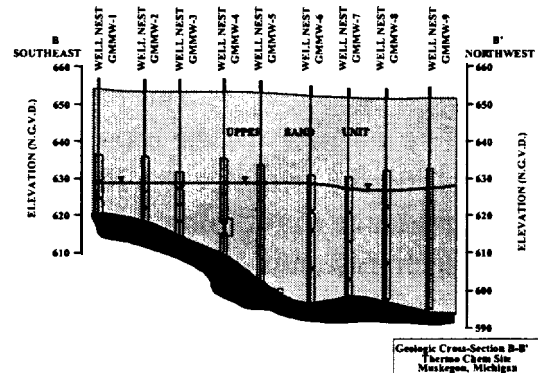 B
SOUTHEAST
WELL NEST
GMMW-1
WELL NEST
GMMW-2
WELL NEST
GMMW-3
WELL NEST
GMMW-4
WELL NEST
GMMW-5
WELL NEST
GMMW-6
WELL NEST
GMMW-7
WELL NEST
GMMW-8
WELL NEST
GMMW-9
B'
NORTHWEST
660
650
640
630
620
610
ELEVATION (N.G.V.D.)
UPPER SAND UNIT
660
650
640
630
620
610
600
590
ELEVATION (N.G.V.D.)
Geologic Cross-Section B-B'
Thermo Chem Site
Muskegon, Michigan